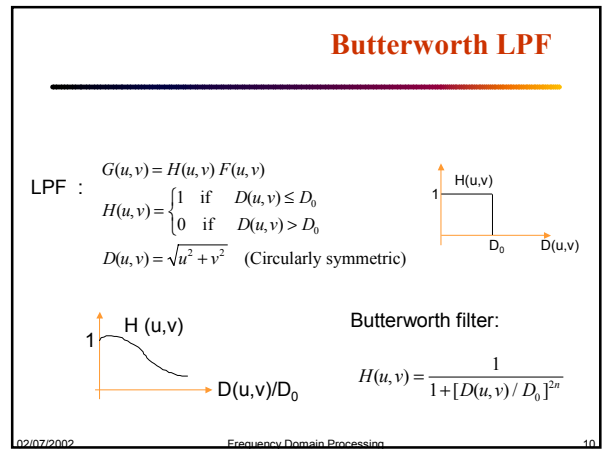 Butterworth LPF
LPF :
G(u,v) = H(u,v) F(u,v)
H(u,v) = {1 if D(u,v) ≤ D₀
0 if D(u,v) > D₀
D(u,v) = √u² + v² (Circularly symmetric)
H(u,v)
1
D₀ D(u,v)
H (u,v)
1
D(u,v)/D₀
Butterworth filter:
H(u,v) = 1 / 1+[D(u,v) / D₀]²ⁿ
02/07/2002 Frequency Domain Processing 10